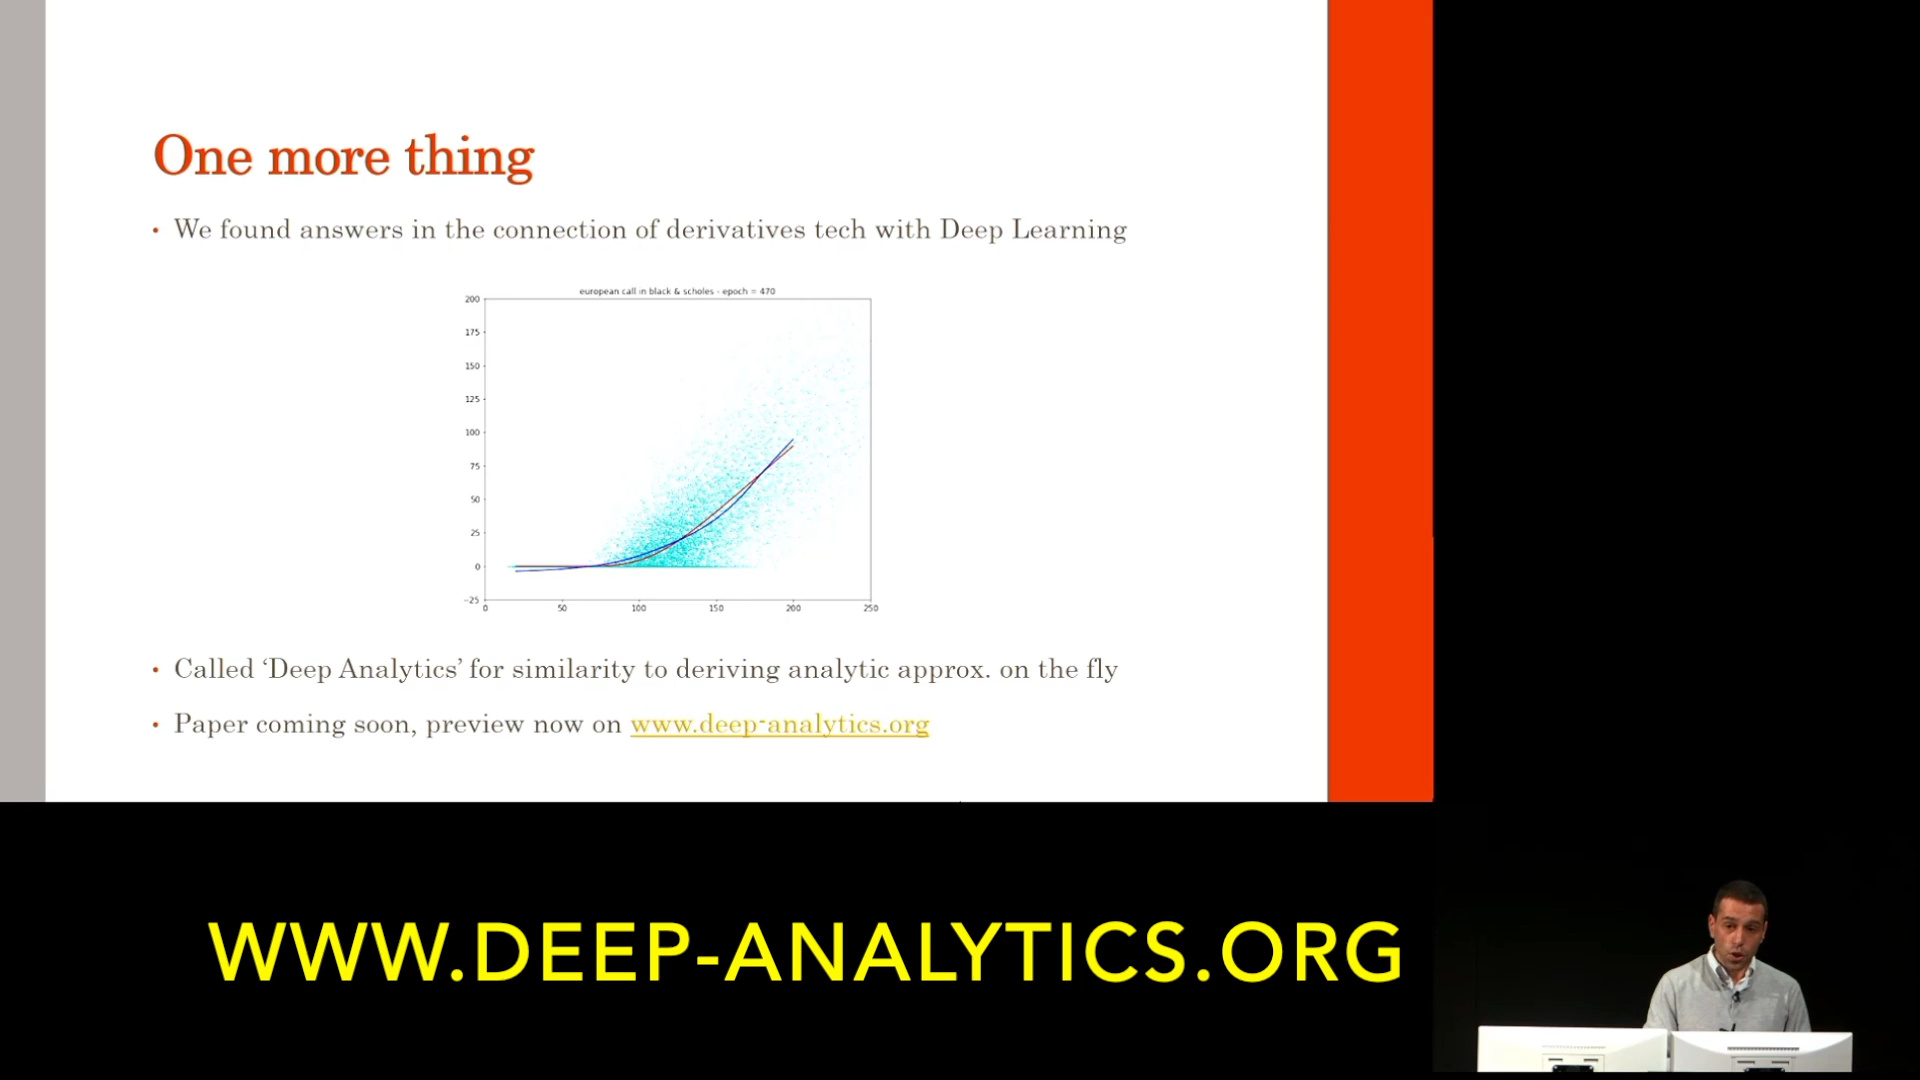 One more thing
• We found answers in the connection of derivatives tech with Deep Learning
european call in black & scholes - epoch = 470
200
175
150
125
100
75
50
25
0
−25
0 50 100 150 200 250
• Called ‘Deep Analytics’ for similarity to deriving analytic approx. on the fly
• Paper coming soon, preview now on www.deep-analytics.org
WWW.DEEP-ANALYTICS.ORG